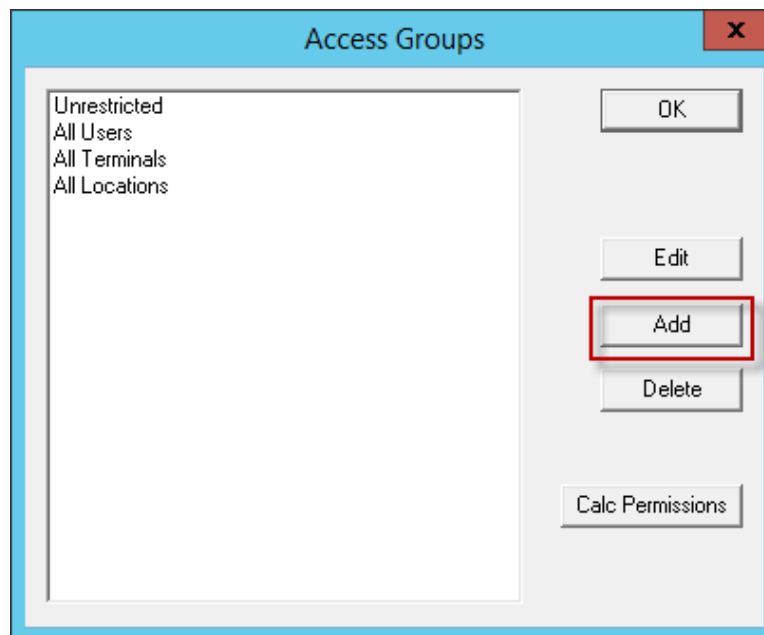 Access Groups
x
Unrestricted
All Users
All Terminals
All Locations
OK
Edit
Add
Delete
Calc Permissions